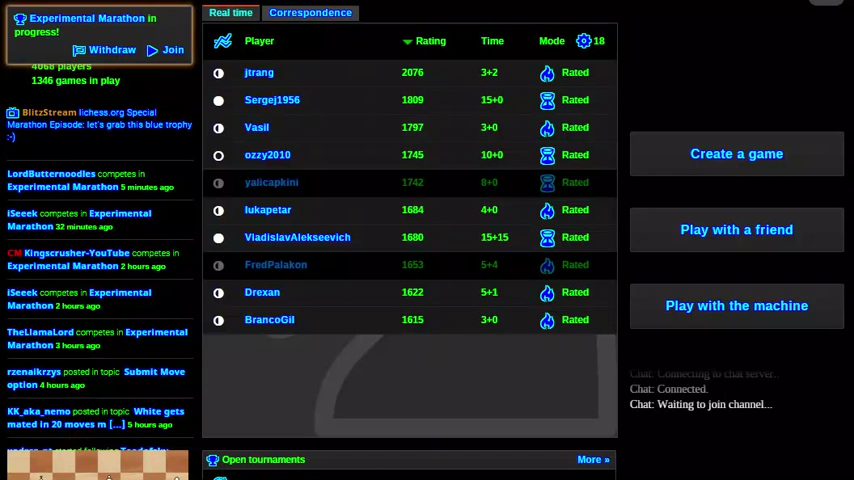 Experimental Marathon in
progress!
Withdraw Join
4068 players
1346 games in play
BlitzStream lichess.org Special
Marathon Episode: let's grab this blue trophy
:-)
LordButternoodles competes in
Experimental Marathon 5 minutes ago
iSeeek competes in Experimental
Marathon 32 minutes ago
CM Kingscrusher-YouTube competes in
Experimental Marathon 2 hours ago
iSeeek competes in Experimental
Marathon 2 hours ago
TheLlamaLord competes in Experimental
Marathon 3 hours ago
rzenaikrzys posted in topic Submit Move
option 4 hours ago
KK_aka_nemo posted in topic White gets
mated in 20 moves m [...] 5 hours ago
Real time Correspondence
Player Rating Time Mode 18
jtrang 2076 3+2 Rated
Sergej1956 1809 15+0 Rated
Vasil 1797 3+0 Rated
ozzy2010 1745 10+0 Rated
yalicapkini 1742 8+0 Rated
lukapetar 1684 4+0 Rated
VladislavAlekseevich 1680 15+15 Rated
FredPalakon 1653 5+4 Rated
Drexan 1622 5+1 Rated
BrancoGil 1615 3+0 Rated
Open tournaments More »
Create a game
Play with a friend
Play with the machine
Chat: Connecting to chat server..
Chat: Connected.
Chat: Waiting to join channel...